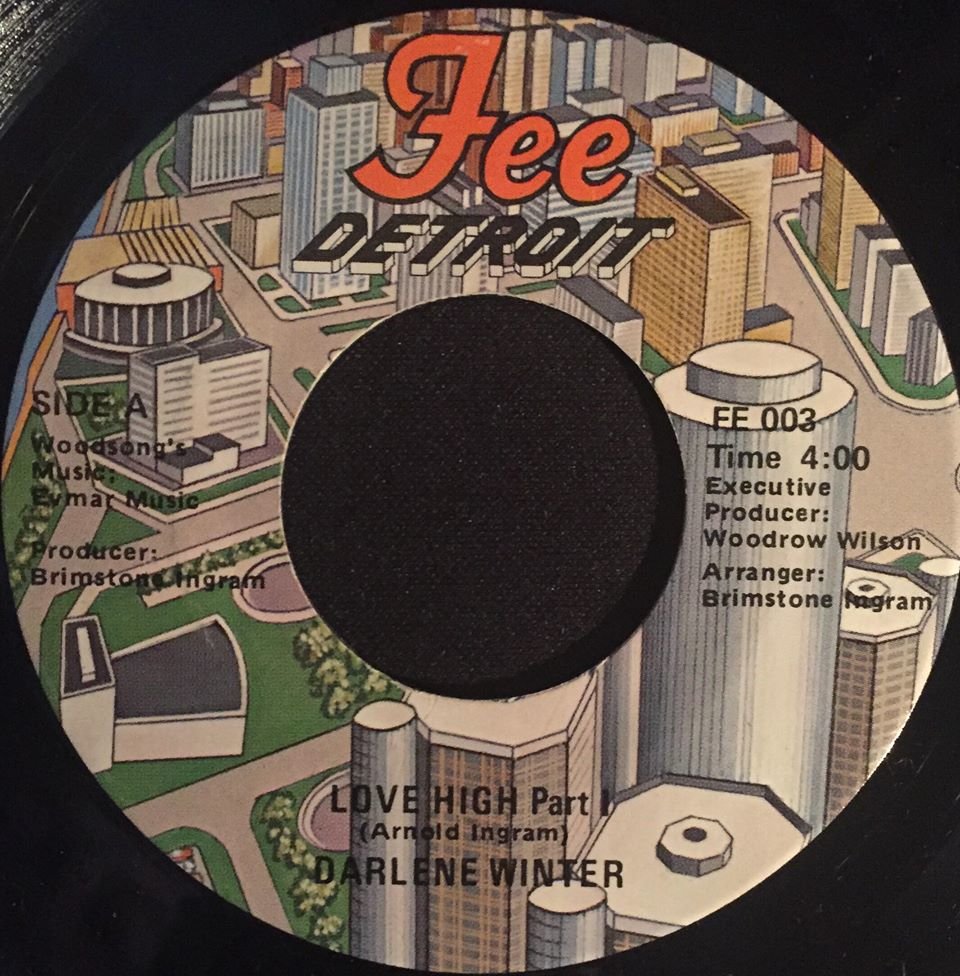 Fee
DETROIT
SIDE A
Woodsong's
Music:
Evmar Music
Producer:
Brimstone Ingram
FE 003
Time 4:00
Executive
Producer:
Woodrow Wilson
Arranger:
Brimstone Ingram
LOVE HIGH Part I
(Arnold Ingram)
DARLENE WINTER